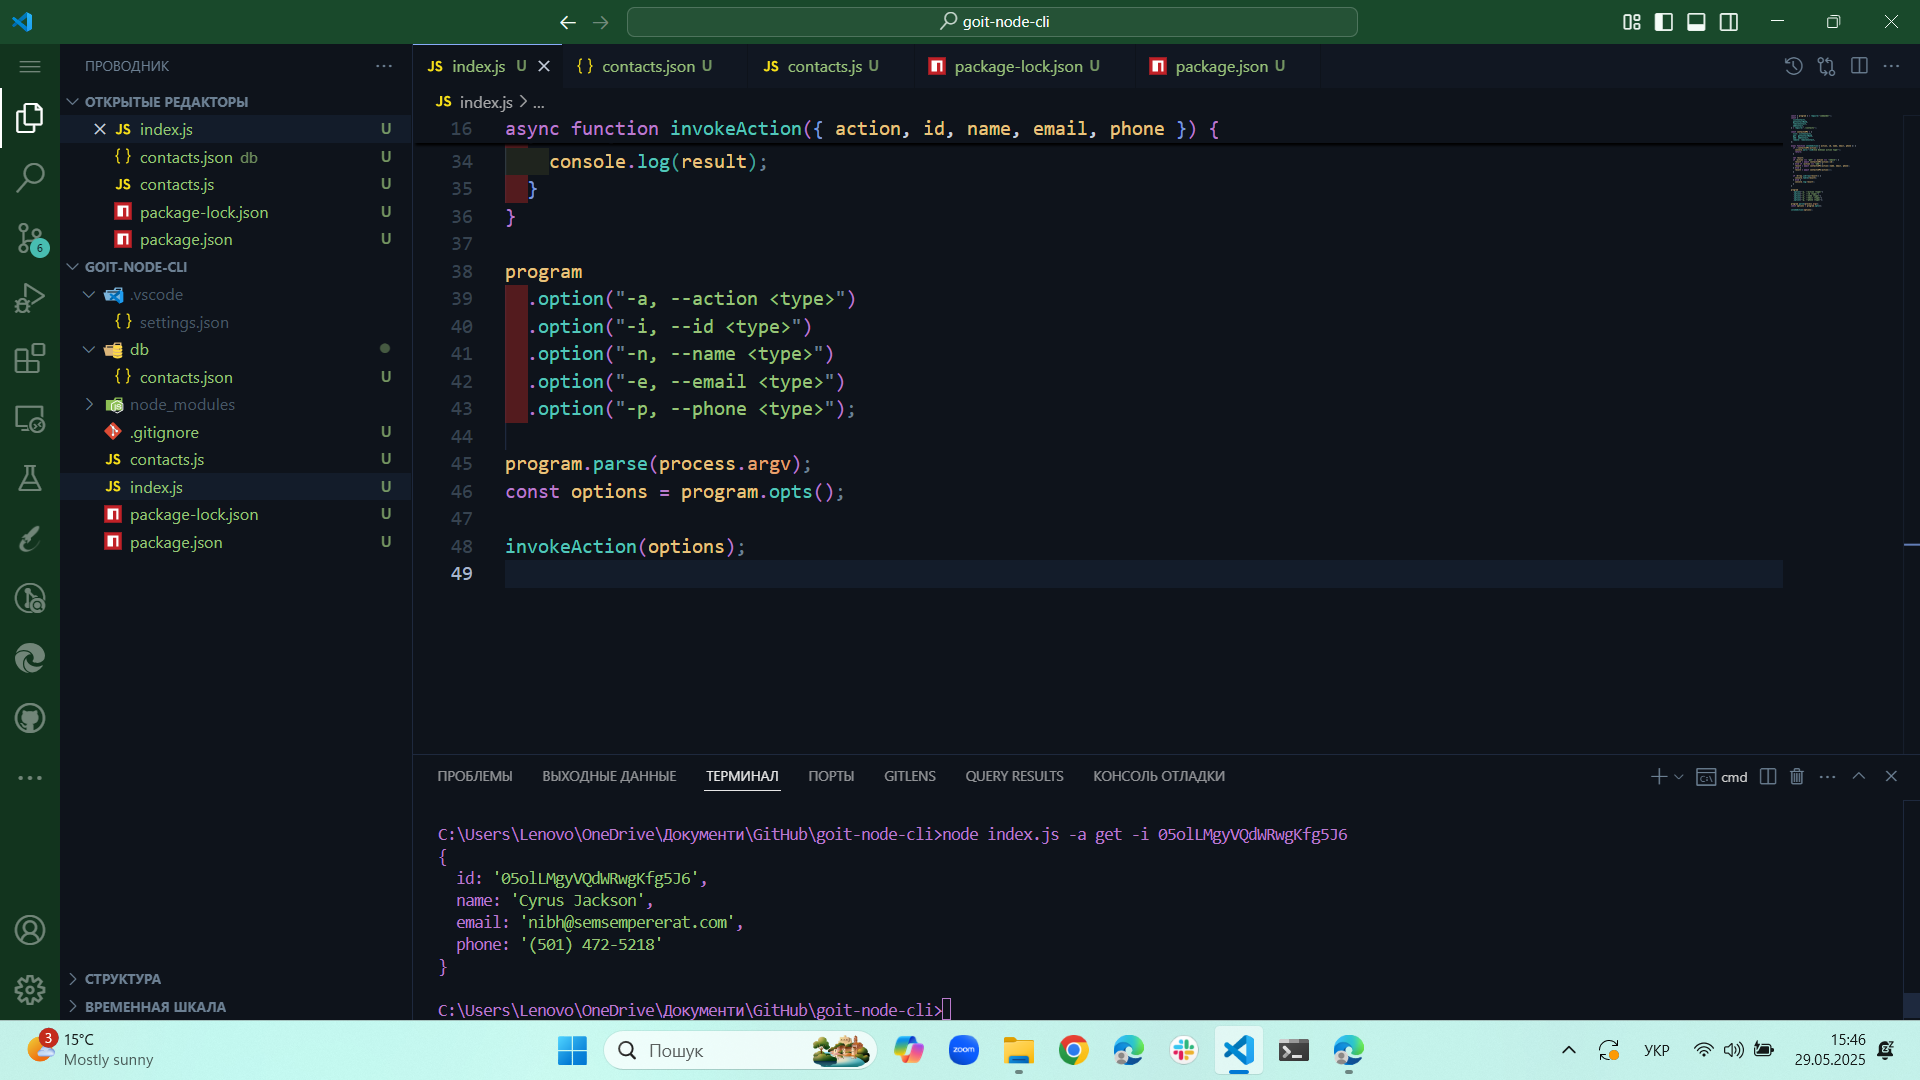 goit-node-cli
ПРОВОДНИК
ОТКРЫТЫЕ РЕДАКТОРЫ
JS index.js U
{} contacts.json db U
JS contacts.js U
package-lock.json U
package.json U
GOIT-NODE-CLI
.vscode
{} settings.json
db
{} contacts.json U
node_modules
.gitignore U
JS contacts.js U
JS index.js U
package-lock.json U
package.json U
СТРУКТУРА
ВРЕМЕННАЯ ШКАЛА
6
JS index.js U
{} contacts.json U
JS contacts.js U
package-lock.json U
package.json U
JS index.js > ...
16 async function invokeAction({ action, id, name, email, phone }) {
34 console.log(result);
35 }
36 }
37
38 program
39 .option("-a, --action <type>")
40 .option("-i, --id <type>")
41 .option("-n, --name <type>")
42 .option("-e, --email <type>")
43 .option("-p, --phone <type>");
44
45 program.parse(process.argv);
46 const options = program.opts();
47
48 invokeAction(options);
49
ПРОБЛЕМЫ ВЫХОДНЫЕ ДАННЫЕ ТЕРМИНАЛ ПОРТЫ GITLENS QUERY RESULTS КОНСОЛЬ ОТЛАДКИ
cmd
C:\Users\Lenovo\OneDrive\Документи\GitHub\goit-node-cli>node index.js -a get -i 05olLMgyVQdWRwgKfg5J6
{
id: '05olLMgyVQdWRwgKfg5J6',
name: 'Cyrus Jackson',
email: 'nibh@semsempererat.com',
phone: '(501) 472-5218'
}
C:\Users\Lenovo\OneDrive\Документи\GitHub\goit-node-cli>
3
15°C
Mostly sunny
Пошук
zoom
УКР
15:46
29.05.2025